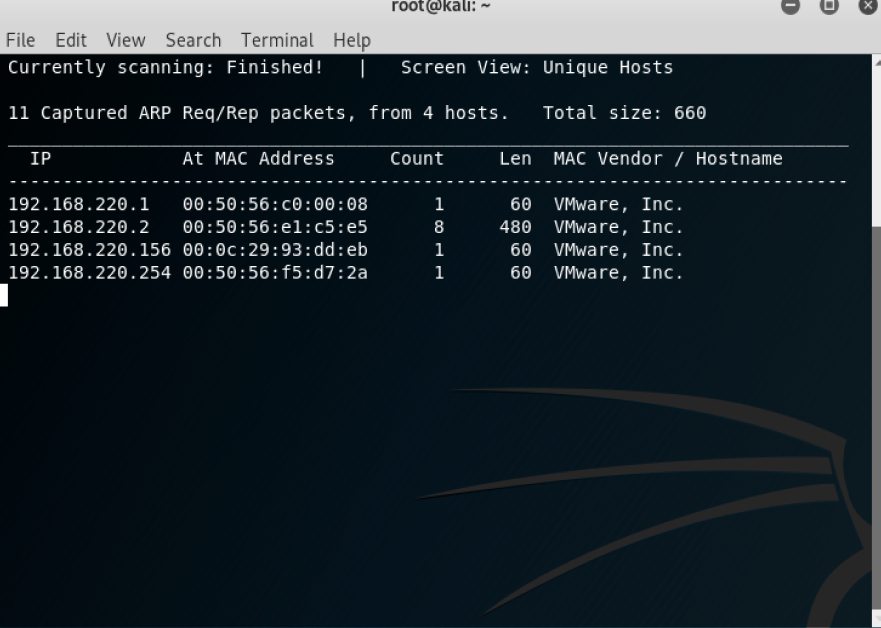 root@kali: ~
File Edit View Search Terminal Help
Currently scanning: Finished! | Screen View: Unique Hosts
11 Captured ARP Req/Rep packets, from 4 hosts. Total size: 660
_____________________________________________________________________________
IP At MAC Address Count Len MAC Vendor / Hostname
-----------------------------------------------------------------------------
192.168.220.1 00:50:56:c0:00:08 1 60 VMware, Inc.
192.168.220.2 00:50:56:e1:c5:e5 8 480 VMware, Inc.
192.168.220.156 00:0c:29:93:dd:eb 1 60 VMware, Inc.
192.168.220.254 00:50:56:f5:d7:2a 1 60 VMware, Inc.